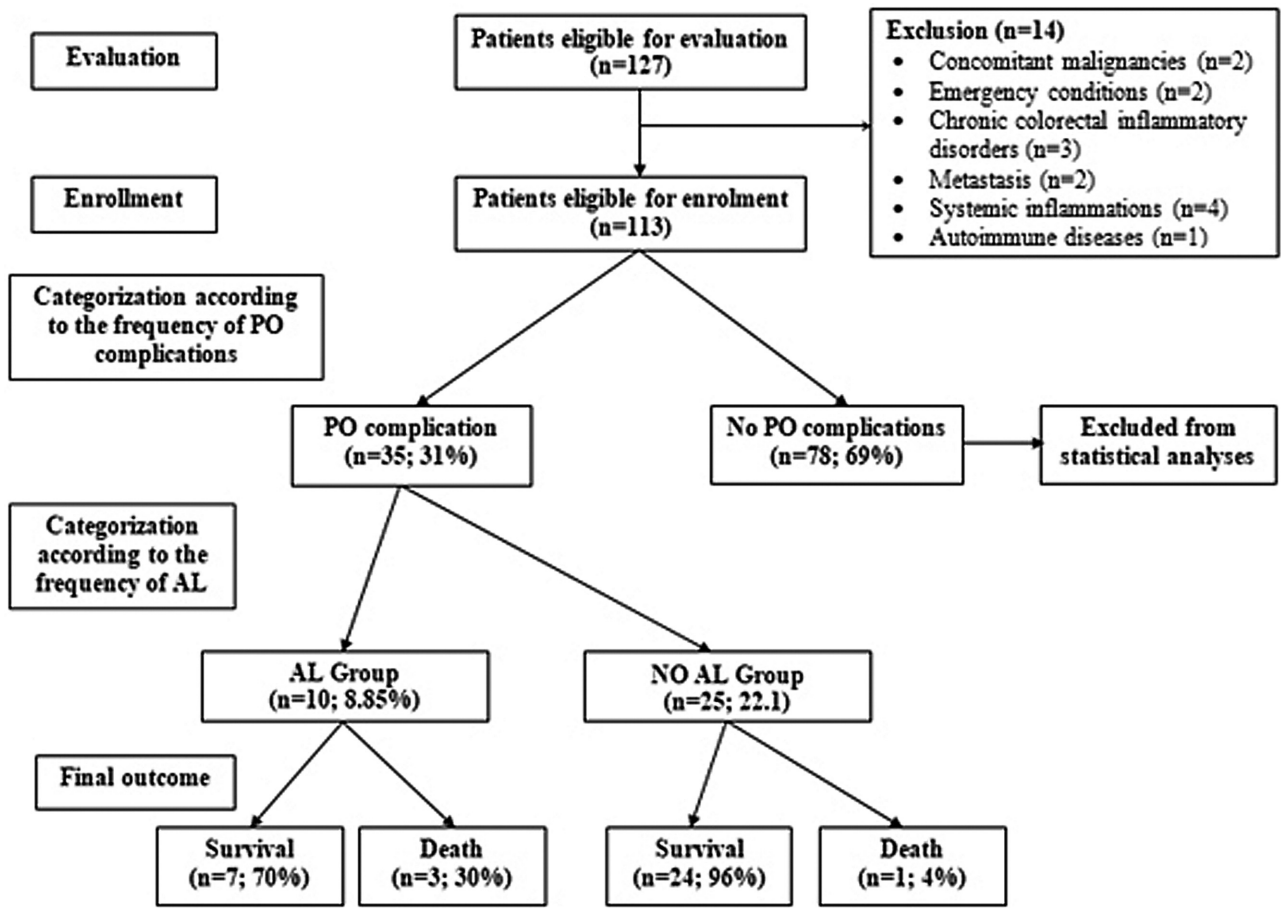 Evaluation
Patients eligible for evaluation
(n=127)
Exclusion (n=14)
• Concomitant malignancies (n=2)
• Emergency conditions (n=2)
• Chronic colorectal inflammatory
disorders (n=3)
• Metastasis (n=2)
• Systemic inflammations (n=4)
• Autoimmune diseases (n=1)
Enrollment
Patients eligible for enrolment
(n=113)
Categorization according
to the frequency of PO
complications
PO complication
(n=35; 31%)
No PO complications
(n=78; 69%)
Excluded from
statistical analyses
Categorization
according to the
frequency of AL
AL Group
(n=10; 8.85%)
NO AL Group
(n=25; 22.1)
Final outcome
Survival
(n=7; 70%)
Death
(n=3; 30%)
Survival
(n=24; 96%)
Death
(n=1; 4%)